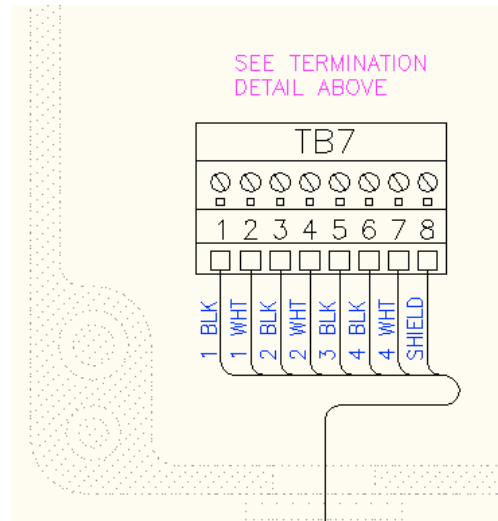 SEE TERMINATION
DETAIL ABOVE
TB7
1 2 3 4 5 6 7 8
1 BLK
1 WHT
2 BLK
2 WHT
3 BLK
4 BLK
4 WHT
SHIELD